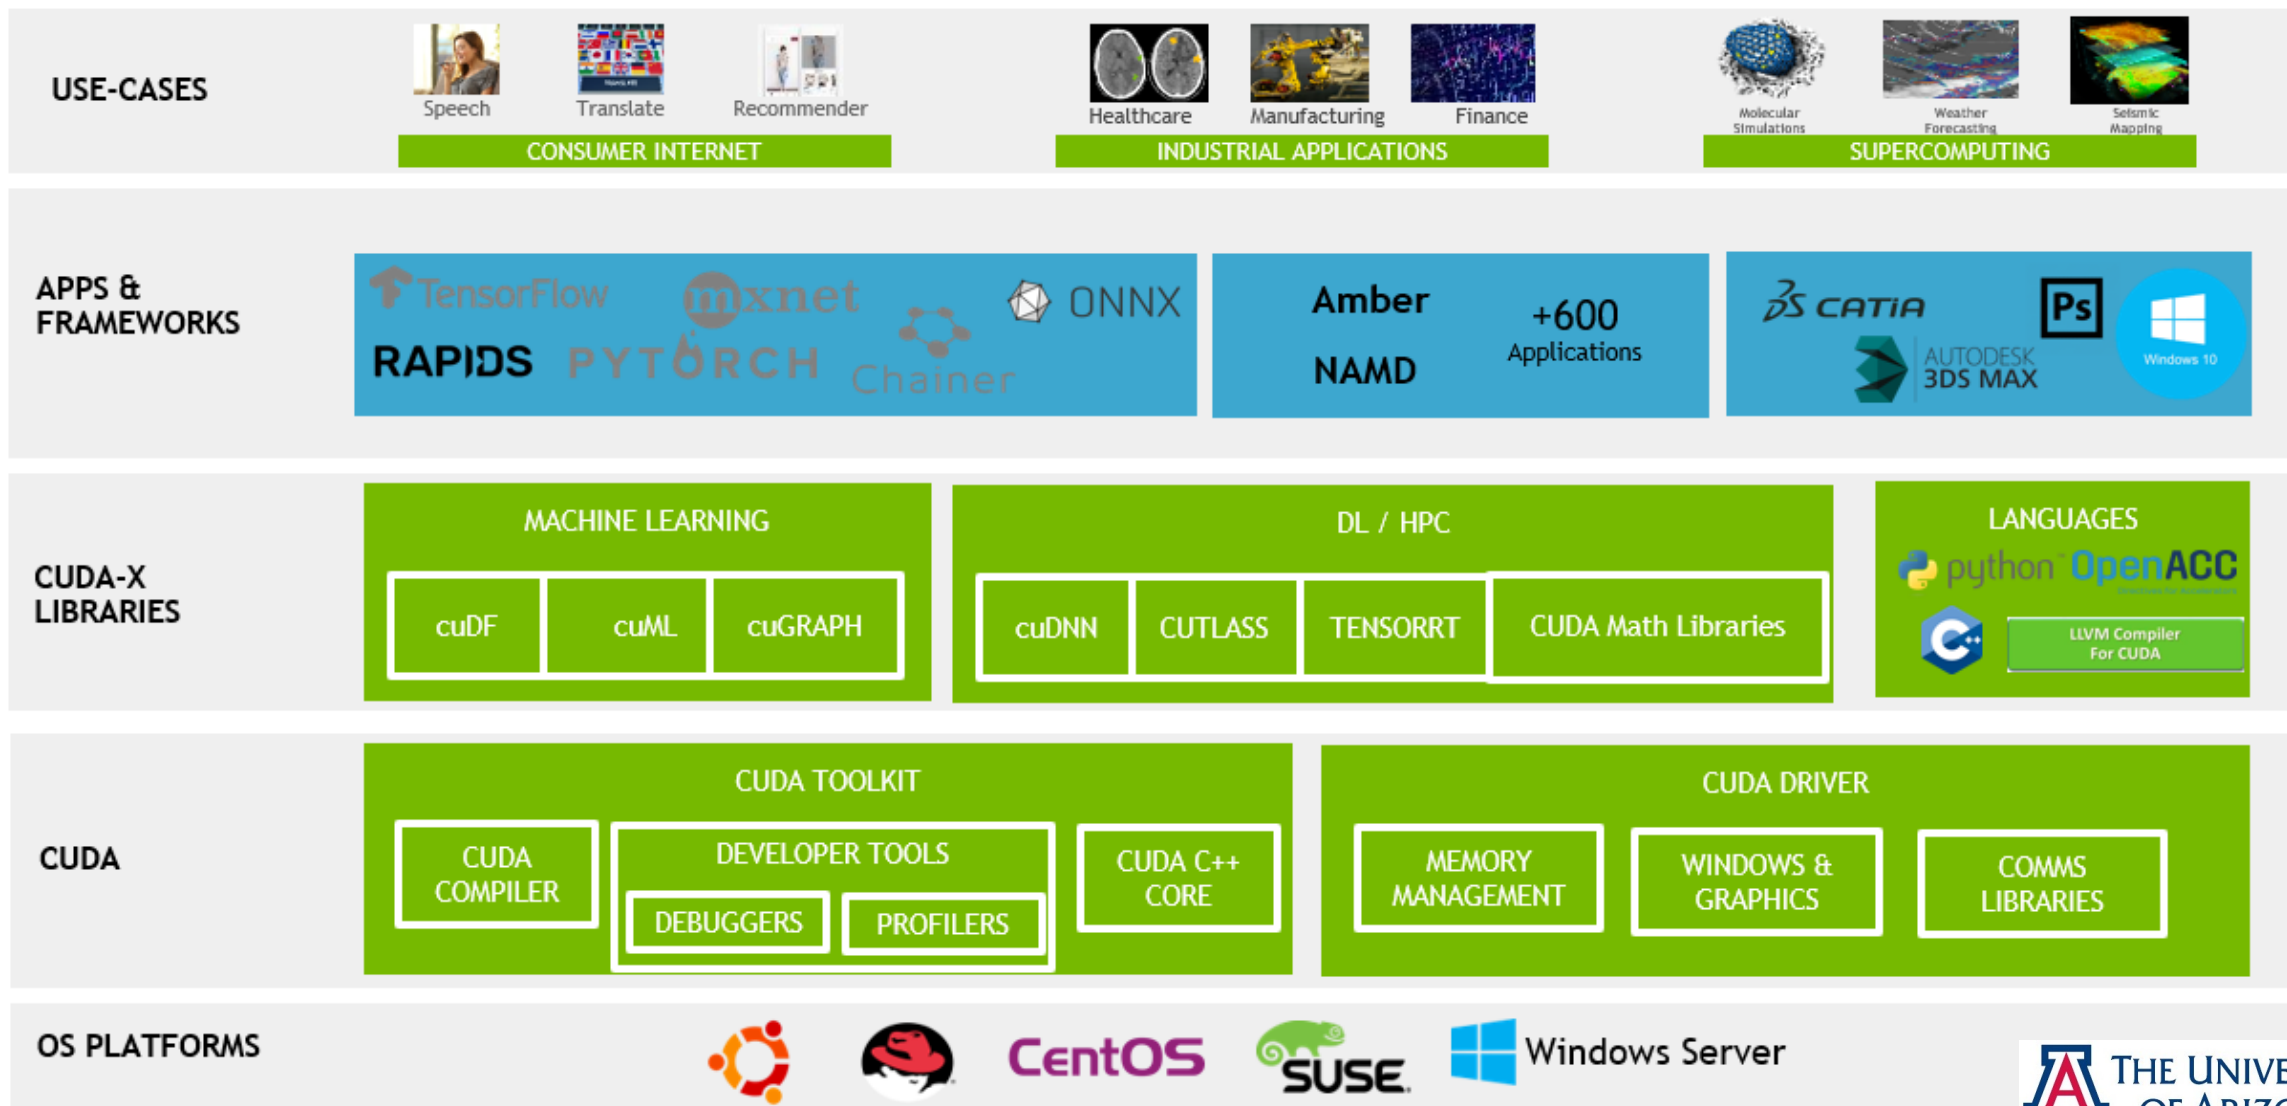 USE-CASES
Speech
Translate
Recommender
CONSUMER INTERNET
Healthcare
Manufacturing
Finance
INDUSTRIAL APPLICATIONS
Molecular
Simulations
Weather
Forecasting
Seismic
Mapping
SUPERCOMPUTING
APPS &
FRAMEWORKS
TensorFlow
mxnet
ONNX
RAPIDS
PYTORCH
Chainer
Amber
NAMD
+600
Applications
CATIA
Ps
AUTODESK
3DS MAX
Windows 10
CUDA-X
LIBRARIES
MACHINE LEARNING
cuDF
cuML
cuGRAPH
DL / HPC
cuDNN
CUTLASS
TENSORRT
CUDA Math Libraries
LANGUAGES
python™
OpenACC
C++
LLVM Compiler
For CUDA
CUDA
CUDA TOOLKIT
CUDA
COMPILER
DEVELOPER TOOLS
DEBUGGERS
PROFILERS
CUDA C++
CORE
CUDA DRIVER
MEMORY
MANAGEMENT
WINDOWS &
GRAPHICS
COMMS
LIBRARIES
OS PLATFORMS
CentOS
SUSE
Windows Server
A
THE UNIVE
OF ARIZO